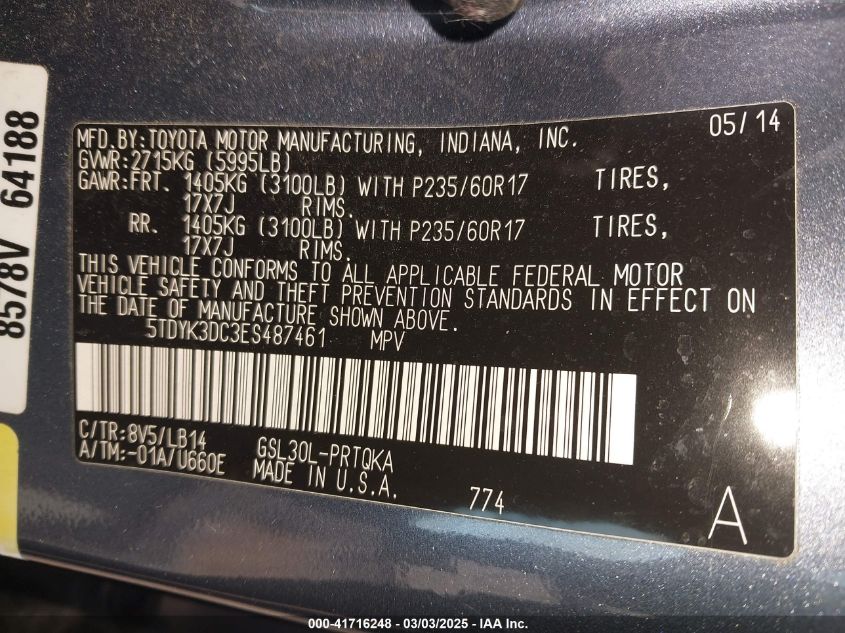 8578V 64188
MFD.BY:TOYOTA MOTOR MANUFACTURING, INDIANA, INC. 05/14
GVWR:2715KG (5995LB)
GAWR:FRT. 1405KG (3100LB) WITH P235/60R17 TIRES,
17X7J RIMS.
RR. 1405KG (3100LB) WITH P235/60R17 TIRES,
17X7J RIMS.
THIS VEHICLE CONFORMS TO ALL APPLICABLE FEDERAL MOTOR
VEHICLE SAFETY AND THEFT PREVENTION STANDARDS IN EFFECT ON
THE DATE OF MANUFACTURE SHOWN ABOVE.
5TDYK3DC3ES487461 MPV
C/TR:8V5/LB14
A/TM:-01A/U660E
GSL30L-PRTQKA
MADE IN U.S.A.
774
A
000-41716248 - 03/03/2025 - IAA Inc.